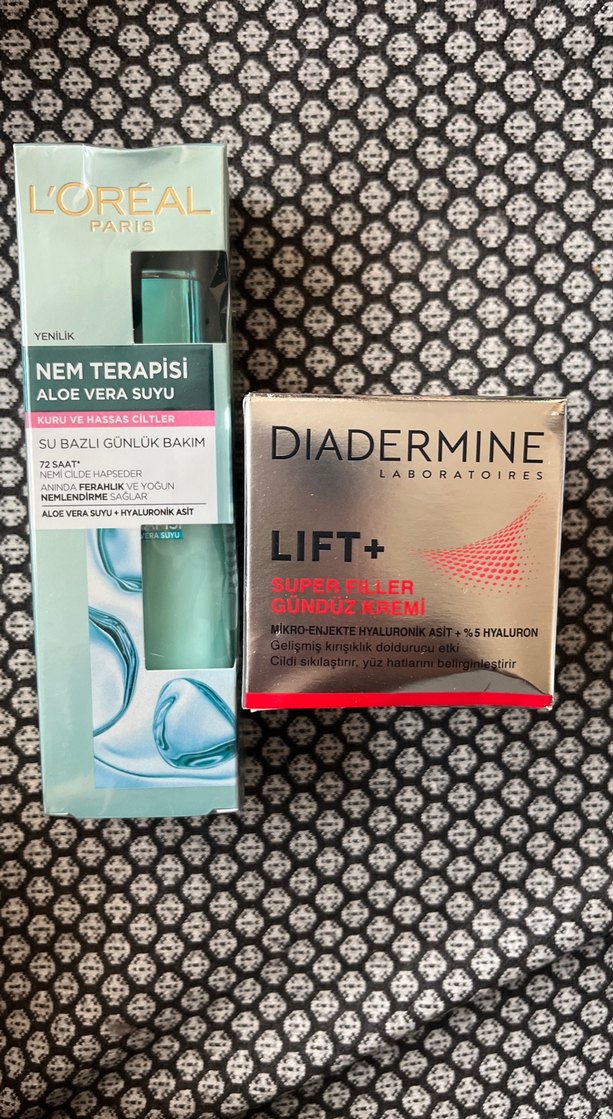 L'ORÉAL
PARIS
YENİLİK
NEM TERAPİSİ
ALOE VERA SUYU
KURU VE HASSAS CİLTLER
SU BAZLI GÜNLÜK BAKIM
72 SAAT*
NEMİ CİLDE HAPSEDER
ANINDA FERAHLIK VE YOĞUN
NEMLENDİRME SAĞLAR
ALOE VERA SUYU + HYALURONİK ASİT
VERA SUYU
DIADERMINE
LABORATOIRES
LIFT+
SUPER FILLER
GÜNDÜZ KREMİ
MİKRO-ENJEKTE HYALURONİK ASİT + %5 HYALURON
Gelişmiş kırışıklık doldurucu etki
Cildi sıkılaştırır, yüz hatlarını belirginleştirir